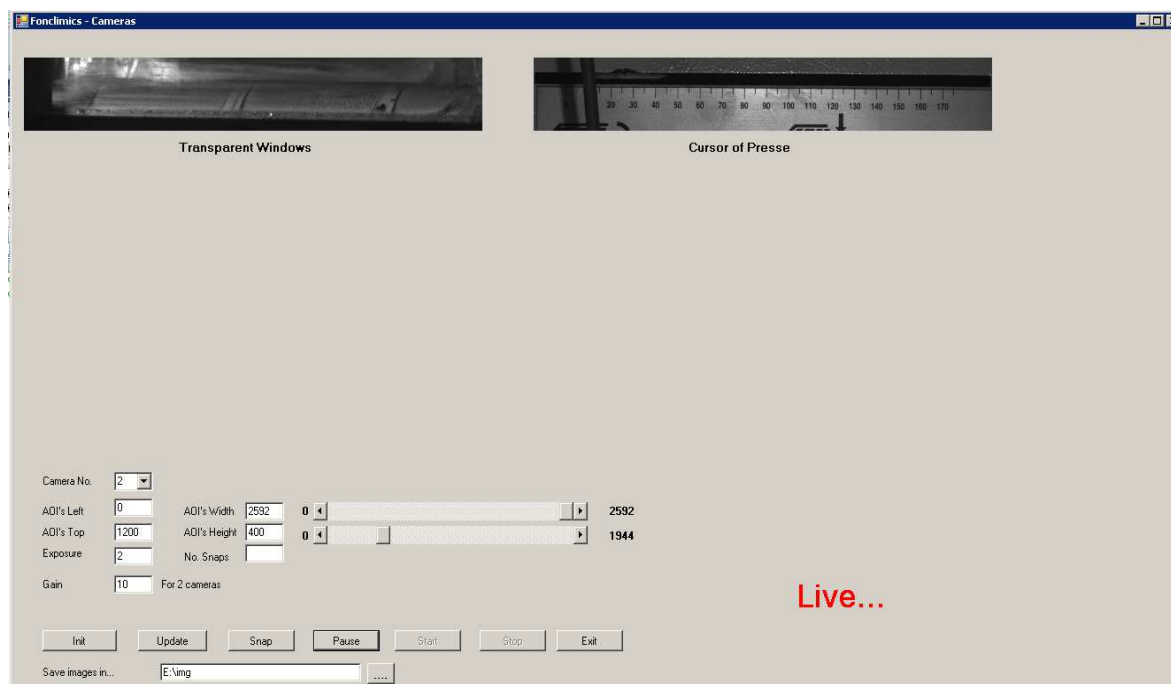 Fonclimics - Cameras
20 30 40 50 60 70 80 90 100 110 120 130 140 150 160 170
Transparent Windows
Cursor of Presse
Camera No. 2
AOI's Left 0 AOI's Width 2592 0 2592
AOI's Top 1200 AOI's Height 400 0 1944
Exposure 2 No. Snaps
Gain 10 For 2 cameras
Live...
Init Update Snap Pause Start Stop Exit
Save images in... E:\img ....